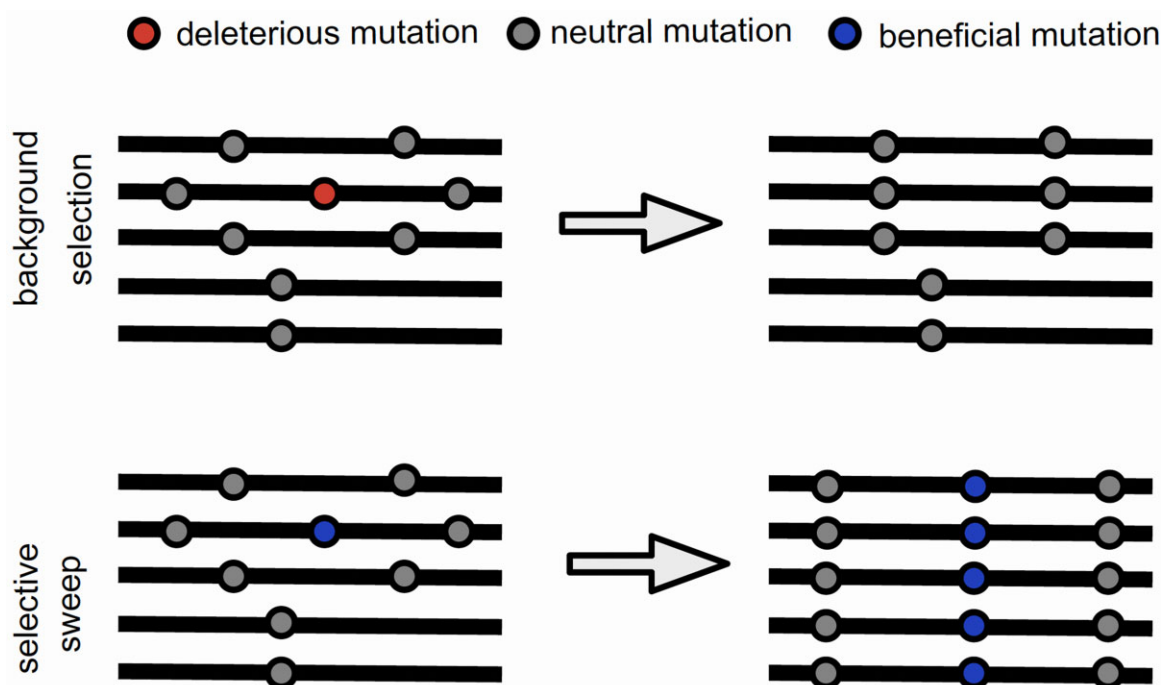 deleterious mutation neutral mutation beneficial mutation
background
selection
selective
sweep